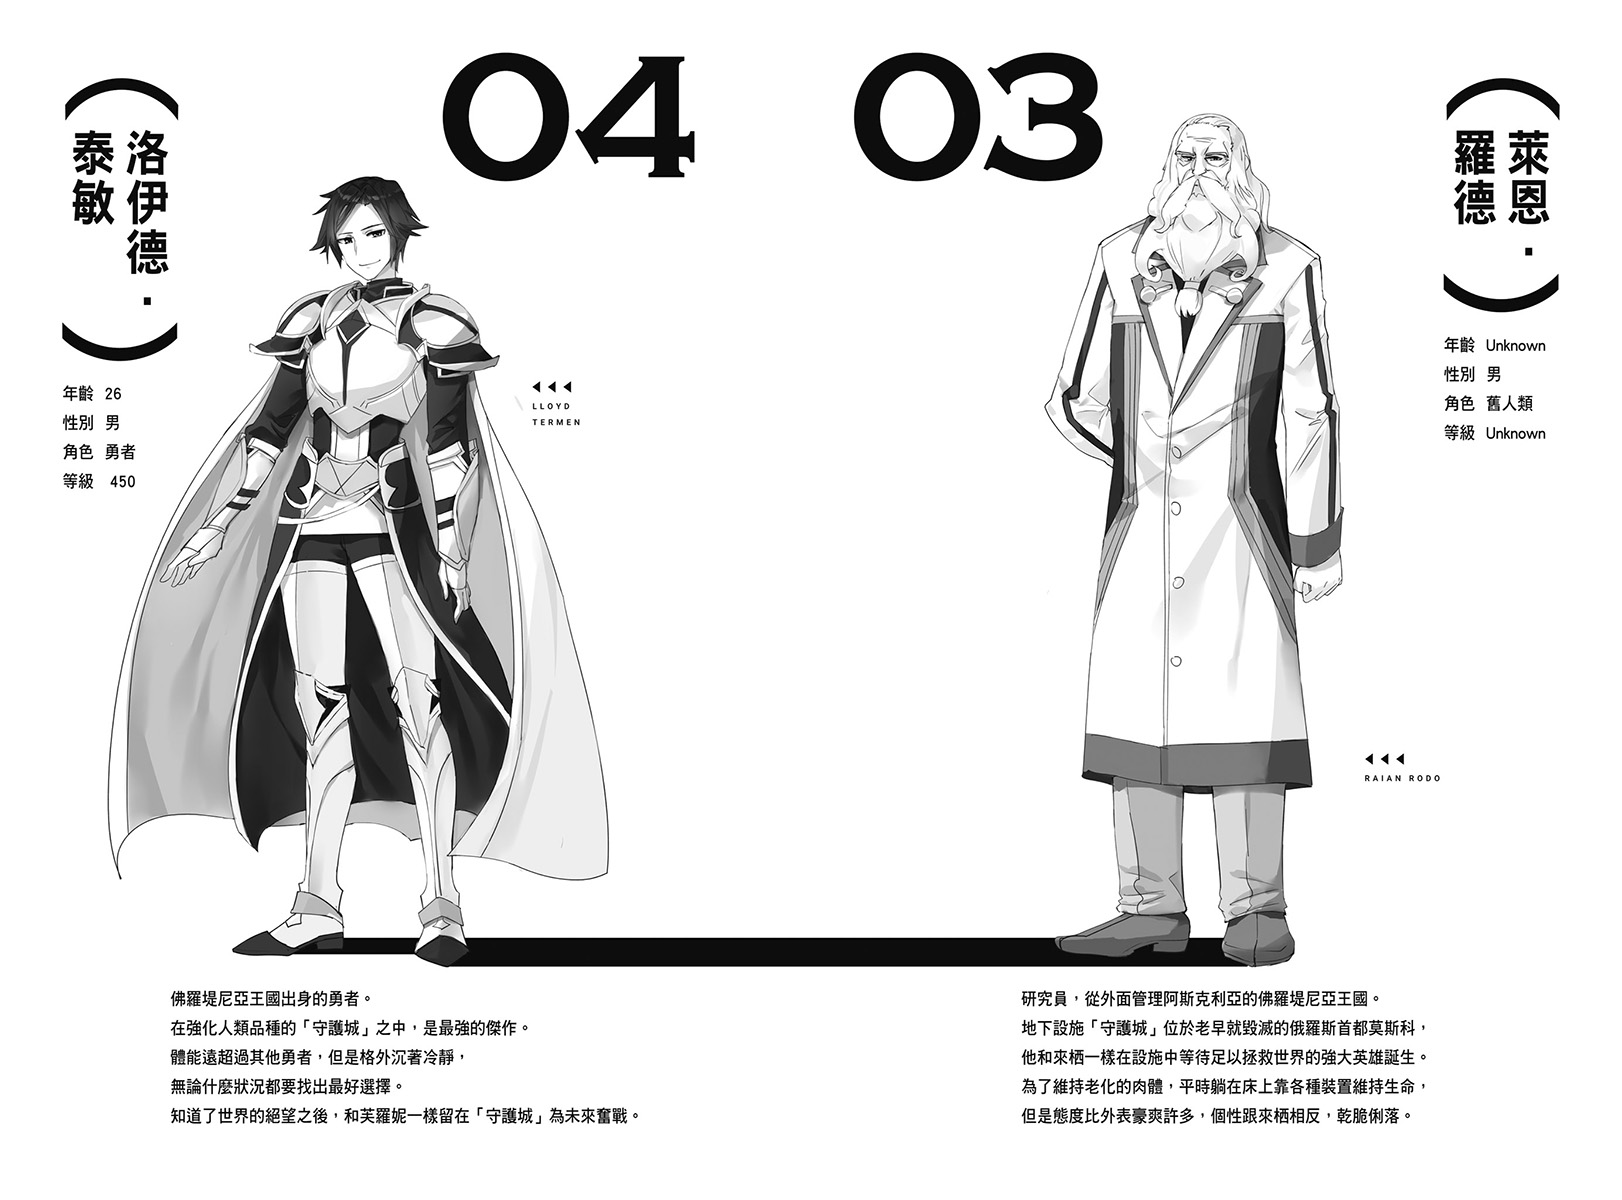 03
萊恩．
羅德
年齡 Unknown
性別 男
角色 舊人類
等級 Unknown
RAIAN RODO
研究員，從外面管理阿斯克利亞的佛羅堤尼亞王國。
地下設施「守護城」位於老早就毀滅的俄羅斯首都莫斯科，
他和來栖一樣在設施中等待足以拯救世界的強大英雄誕生。
為了維持老化的肉體，平時躺在床上靠各種裝置維持生命，
但是態度比外表豪爽許多，個性跟來栖相反，乾脆俐落。
04
洛伊德．
泰敏
年齡 26
性別 男
角色 勇者
等級 450
LLOYD
TERMEN
佛羅堤尼亞王國出身的勇者。
在強化人類品種的「守護城」之中，是最強的傑作。
體能遠超過其他勇者，但是格外沉著冷靜，
無論什麼狀況都要找出最好選擇。
知道了世界的絕望之後，和芙羅妮一樣留在「守護城」為未來奮戰。